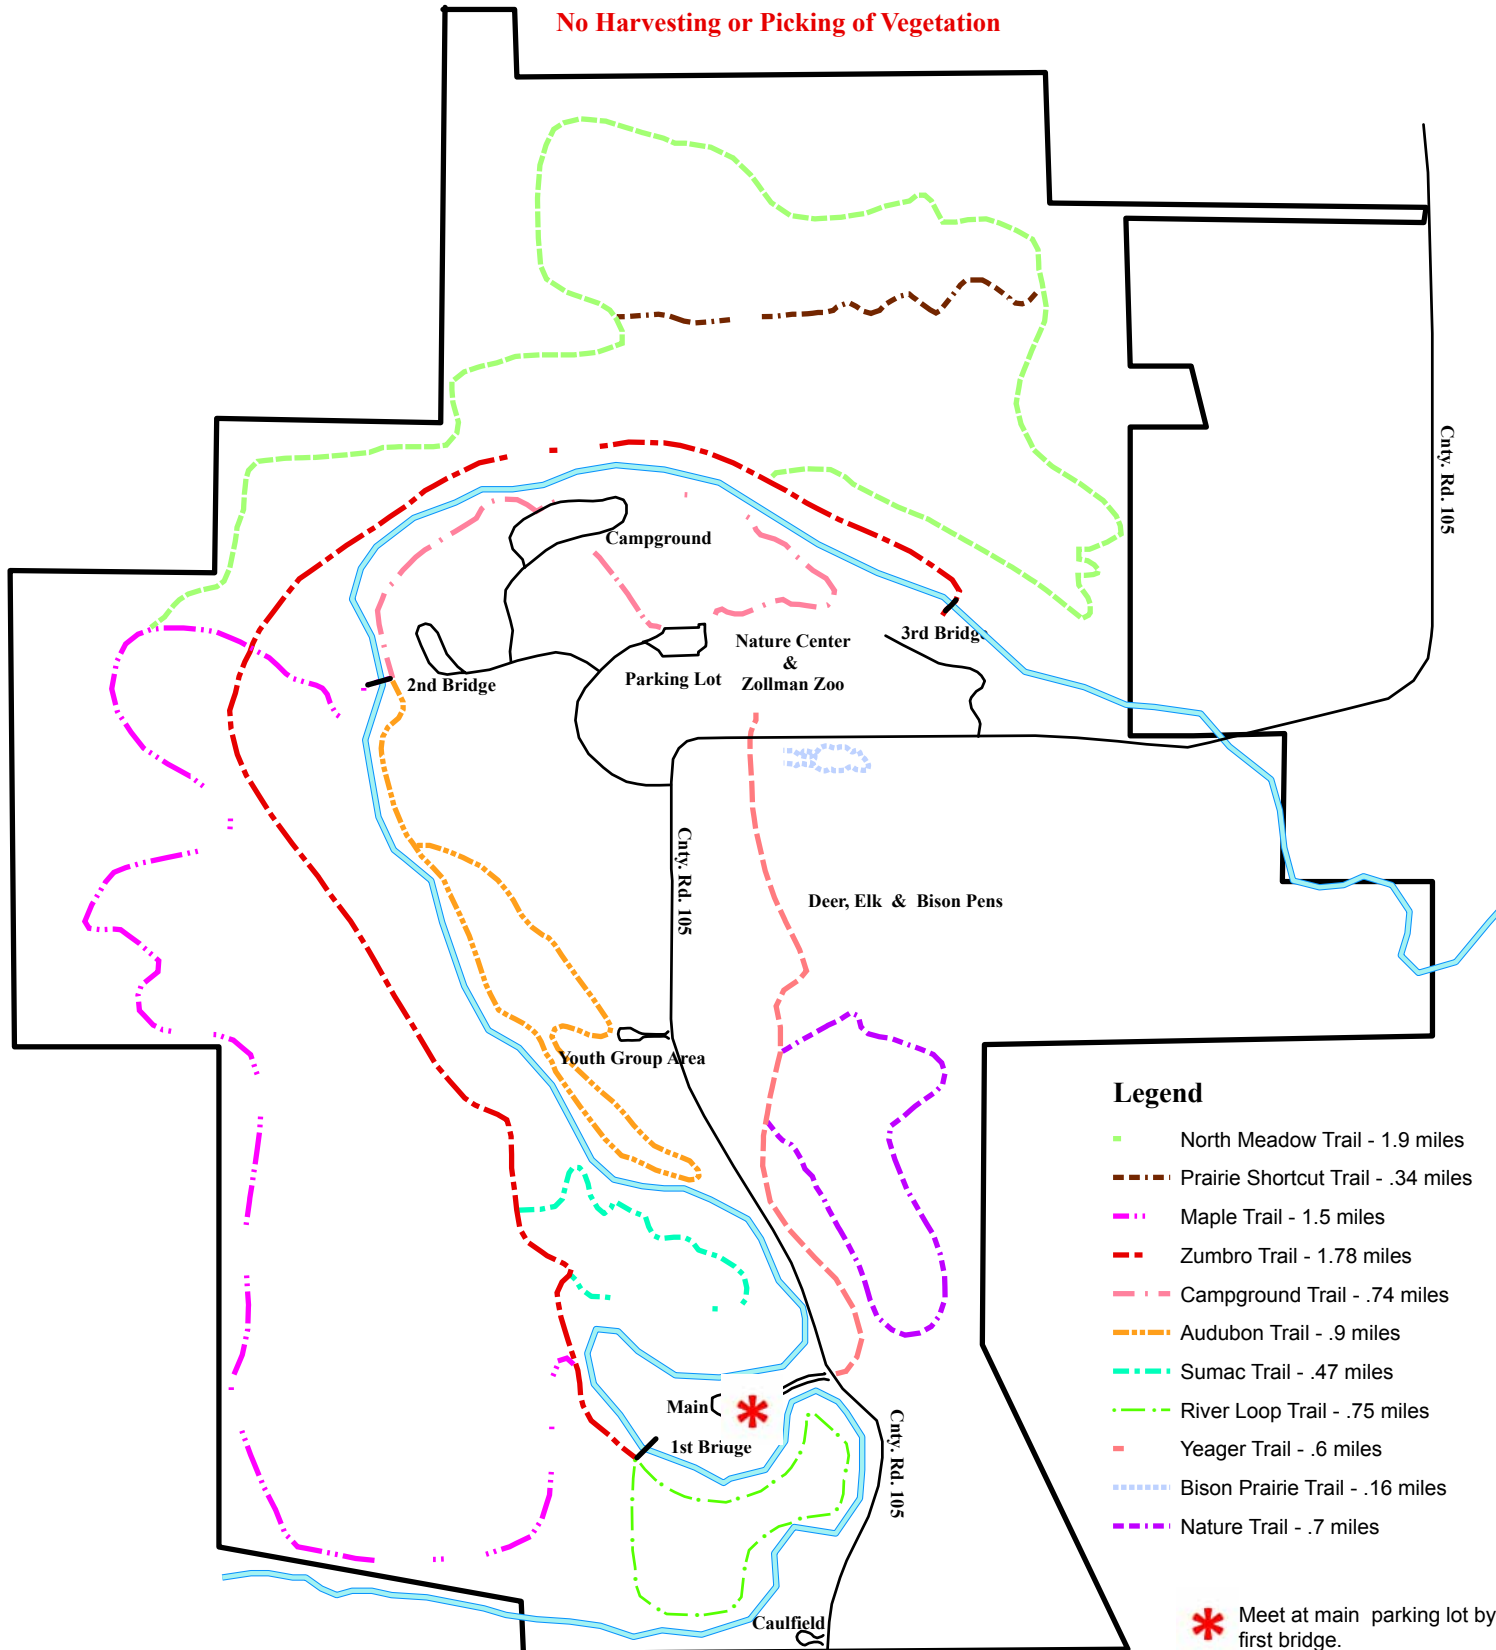 No Harvesting or Picking of Vegetation
Cnty. Rd. 105
Campground
3rd Bridge
Nature Center
&
Zollman Zoo
Parking Lot
2nd Bridge
Cnty. Rd. 105
Deer, Elk & Bison Pens
Youth Group Area
Main
1st Bridge
Cnty. Rd. 105
Caulfield
Legend
North Meadow Trail - 1.9 miles
Prairie Shortcut Trail - .34 miles
Maple Trail - 1.5 miles
Zumbro Trail - 1.78 miles
Campground Trail - .74 miles
Audubon Trail - .9 miles
Sumac Trail - .47 miles
River Loop Trail - .75 miles
Yeager Trail - .6 miles
Bison Prairie Trail - .16 miles
Nature Trail - .7 miles
Meet at main parking lot by
first bridge.